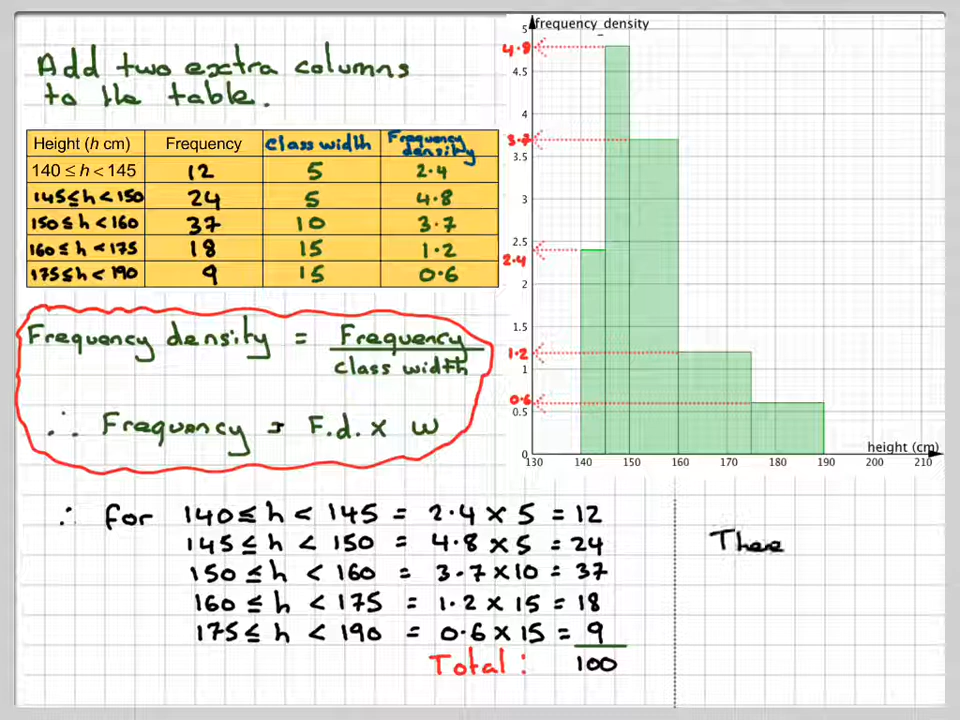 Add two extra columns
to the table.
Height (h cm) Frequency Class width Frequency density
140 ≤ h < 145 12 5 2.4
145 ≤ h < 150 24 5 4.8
150 ≤ h < 160 37 10 3.7
160 ≤ h < 175 18 15 1.2
175 ≤ h < 190 9 15 0.6
Frequency density = Frequency
class width
∴ Frequency = F.d. × w
frequency density
5
4.8
4.5
4
3.7
3.5
3
2.5
2.4
2
1.5
1.2
1
0.6
0.5
0
height (cm)
130 140 150 160 170 180 190 200 210
∴ for 140 ≤ h < 145 = 2.4 × 5 = 12
145 ≤ h < 150 = 4.8 × 5 = 24
150 ≤ h < 160 = 3.7 × 10 = 37
160 ≤ h < 175 = 1.2 × 15 = 18
175 ≤ h < 190 = 0.6 × 15 = 9
Total: 100
There